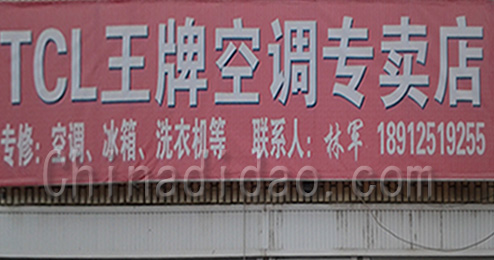 TCL王牌空调专卖店
专修：空调、冰箱、洗衣机等 联系人：林军 18912519255
Chinadidao.com